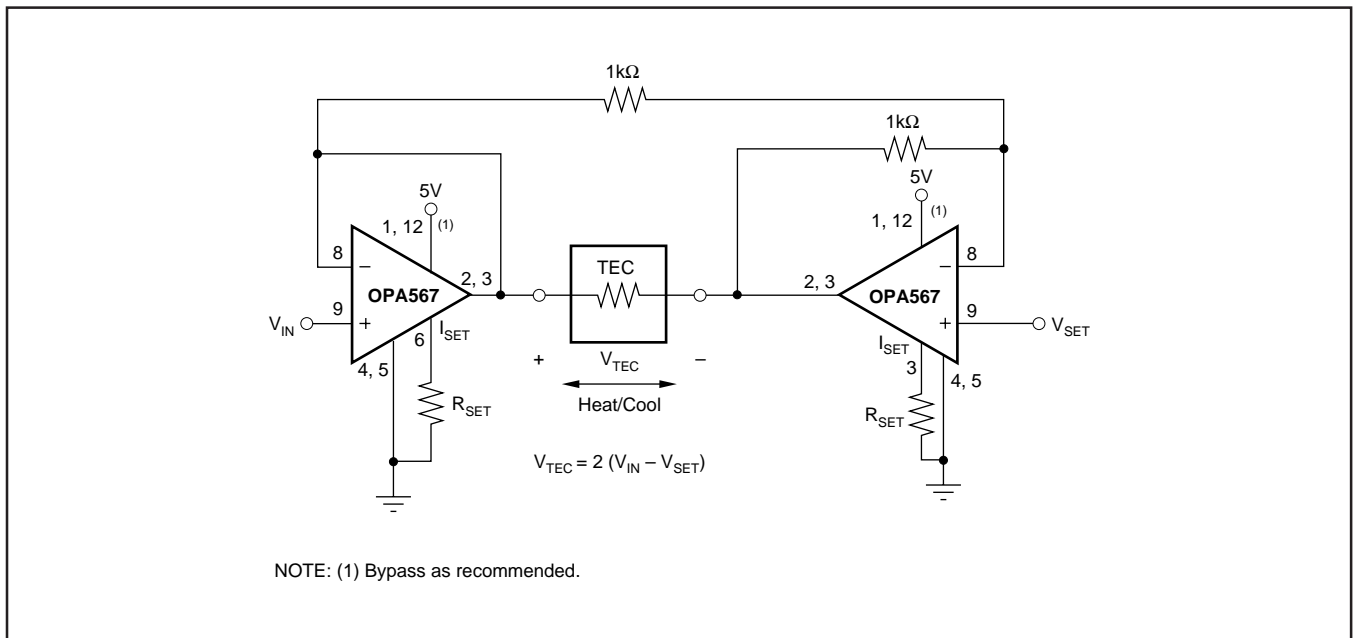 1kΩ
1kΩ
5V
1, 12
(1)
8
–
OPA567
2, 3
V_IN
9
+
I_SET
6
4, 5
R_SET
TEC
+
V_TEC
–
Heat/Cool
V_TEC = 2 (V_IN – V_SET)
5V
1, 12
(1)
8
–
2, 3
OPA567
9
+
V_SET
I_SET
3
4, 5
R_SET
NOTE: (1) Bypass as recommended.